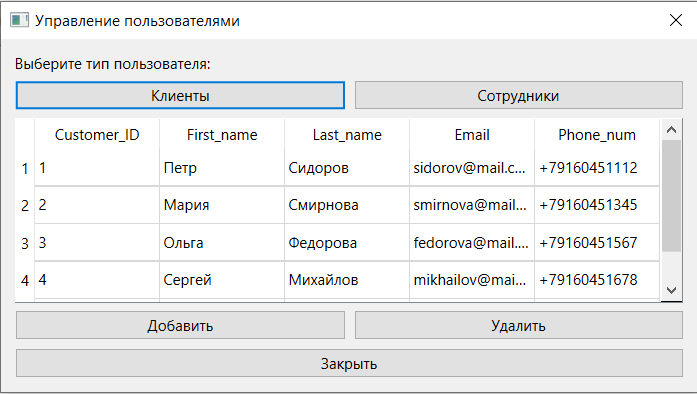 Управление пользователями
Выберите тип пользователя:
Клиенты Сотрудники
Customer_ID First_name Last_name Email Phone_num
1 1 Петр Сидоров sidorov@mail.c... +79160451112
2 2 Мария Смирнова smirnova@mail... +79160451345
3 3 Ольга Федорова fedorova@mail.... +79160451567
4 4 Сергей Михайлов mikhailov@mai... +79160451678
Добавить Удалить
Закрыть